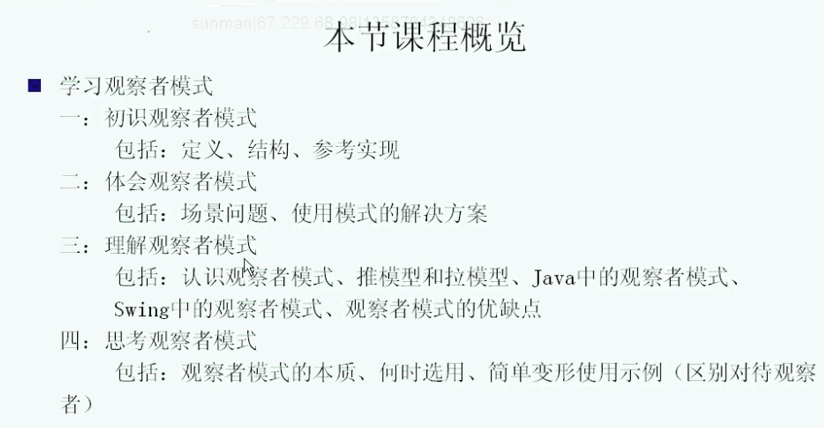 本节课程概览
学习观察者模式
一：初识观察者模式
包括：定义、结构、参考实现
二：体会观察者模式
包括：场景问题、使用模式的解决方案
三：理解观察者模式
包括：认识观察者模式、推模型和拉模型、Java中的观察者模式、
Swing中的观察者模式、观察者模式的优缺点
四：思考观察者模式
包括：观察者模式的本质、何时选用、简单变形使用示例（区别对待观察
者）